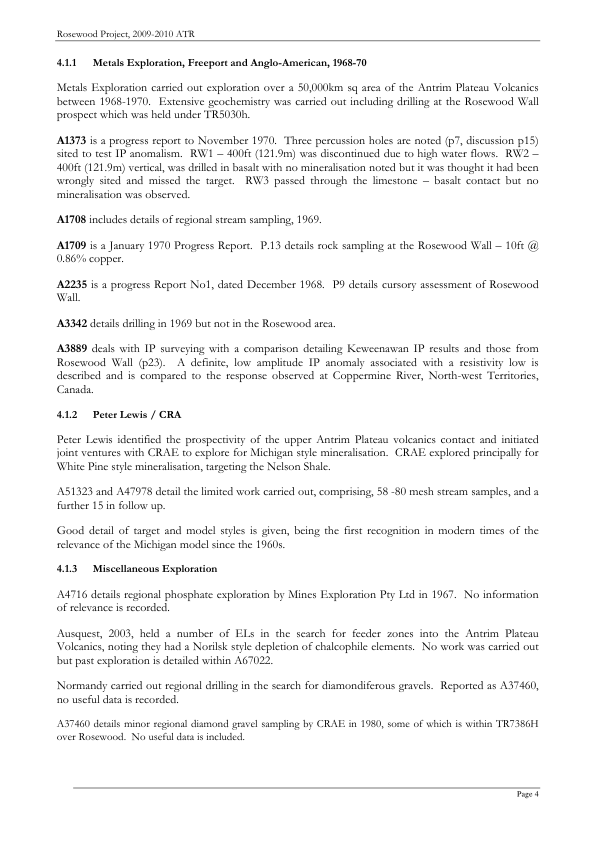 Rosewood Project, 2009-2010 ATR
4.1.1 Metals Exploration, Freeport and Anglo-American, 1968-70
Metals Exploration carried out exploration over a 50,000km sq area of the Antrim Plateau Volcanics
between 1968-1970. Extensive geochemistry was carried out including drilling at the Rosewood Wall
prospect which was held under TR5030h.
A1373 is a progress report to November 1970. Three percussion holes are noted (p7, discussion p15)
sited to test IP anomalism. RW1 – 400ft (121.9m) was discontinued due to high water flows. RW2 –
400ft (121.9m) vertical, was drilled in basalt with no mineralisation noted but it was thought it had been
wrongly sited and missed the target. RW3 passed through the limestone – basalt contact but no
mineralisation was observed.
A1708 includes details of regional stream sampling, 1969.
A1709 is a January 1970 Progress Report. P.13 details rock sampling at the Rosewood Wall – 10ft @
0.86% copper.
A2235 is a progress Report No1, dated December 1968. P9 details cursory assessment of Rosewood
Wall.
A3342 details drilling in 1969 but not in the Rosewood area.
A3889 deals with IP surveying with a comparison detailing Keweenawan IP results and those from
Rosewood Wall (p23). A definite, low amplitude IP anomaly associated with a resistivity low is
described and is compared to the response observed at Coppermine River, North-west Territories,
Canada.
4.1.2 Peter Lewis / CRA
Peter Lewis identified the prospectivity of the upper Antrim Plateau volcanics contact and initiated
joint ventures with CRAE to explore for Michigan style mineralisation. CRAE explored principally for
White Pine style mineralisation, targeting the Nelson Shale.
A51323 and A47978 detail the limited work carried out, comprising, 58 -80 mesh stream samples, and a
further 15 in follow up.
Good detail of target and model styles is given, being the first recognition in modern times of the
relevance of the Michigan model since the 1960s.
4.1.3 Miscellaneous Exploration
A4716 details regional phosphate exploration by Mines Exploration Pty Ltd in 1967. No information
of relevance is recorded.
Ausquest, 2003, held a number of ELs in the search for feeder zones into the Antrim Plateau
Volcanics, noting they had a Norilsk style depletion of chalcophile elements. No work was carried out
but past exploration is detailed within A67022.
Normandy carried out regional drilling in the search for diamondiferous gravels. Reported as A37460,
no useful data is recorded.
A37460 details minor regional diamond gravel sampling by CRAE in 1980, some of which is within TR7386H
over Rosewood. No useful data is included.
Page 4